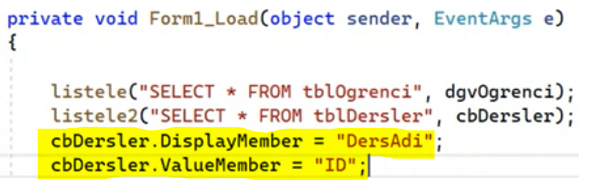 private void Form1_Load(object sender, EventArgs e)
{
listele("SELECT * FROM tblOgrenci", dgvOgrenci);
listele2("SELECT * FROM tblDersler", cbDersler);
cbDersler.DisplayMember = "DersAdi";
cbDersler.ValueMember = "ID";